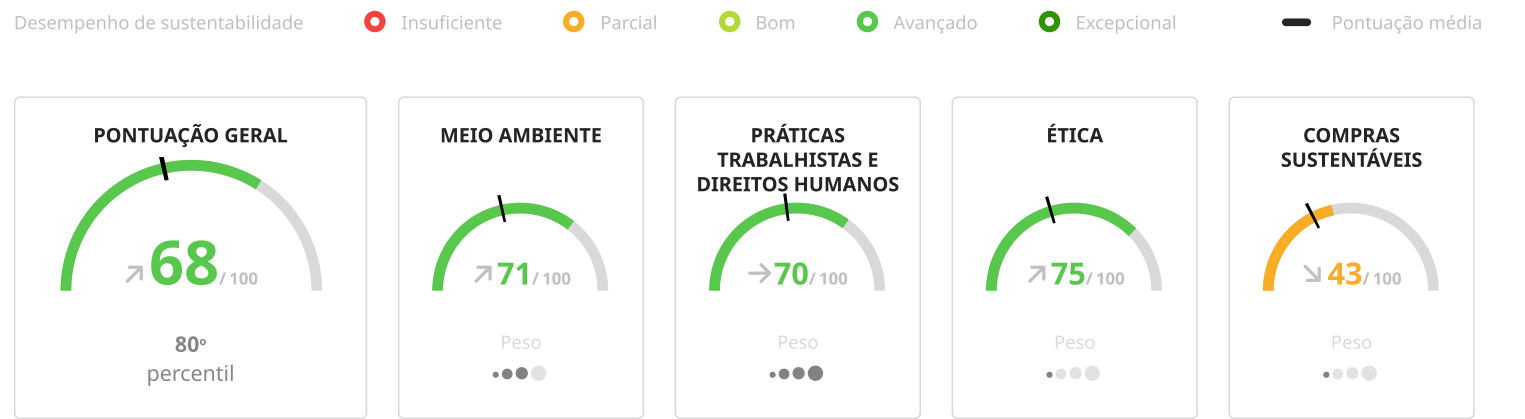 Desempenho de sustentabilidade Insuficiente Parcial Bom Avançado Excepcional Pontuação média
PONTUAÇÃO GERAL
68 / 100
80º
percentil
MEIO AMBIENTE
71 / 100
Peso
PRÁTICAS
TRABALHISTAS E
DIREITOS HUMANOS
70 / 100
Peso
ÉTICA
75 / 100
Peso
COMPRAS
SUSTENTÁVEIS
43 / 100
Peso